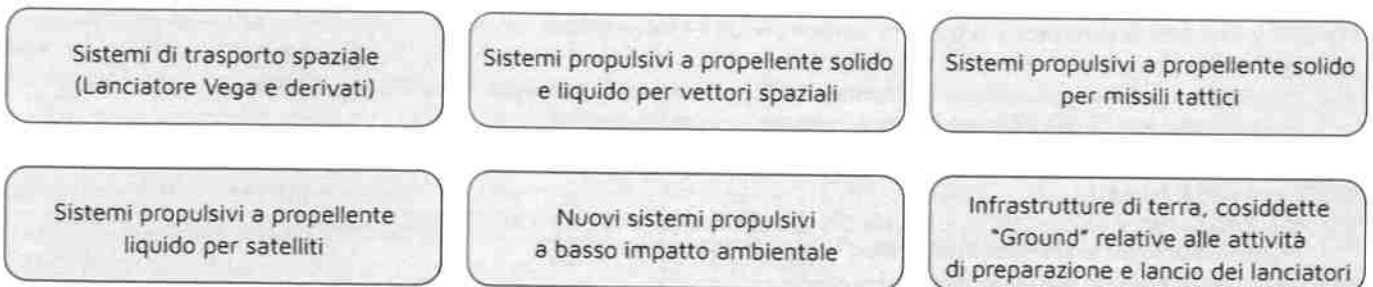 Sistemi di trasporto spaziale
(Lanciatore Vega e derivati)
Sistemi propulsivi a propellente solido
e liquido per vettori spaziali
Sistemi propulsivi a propellente solido
per missili tattici
Sistemi propulsivi a propellente
liquido per satelliti
Nuovi sistemi propulsivi
a basso impatto ambientale
Infrastrutture di terra, cosiddette
"Ground" relative alle attività
di preparazione e lancio dei lanciatori